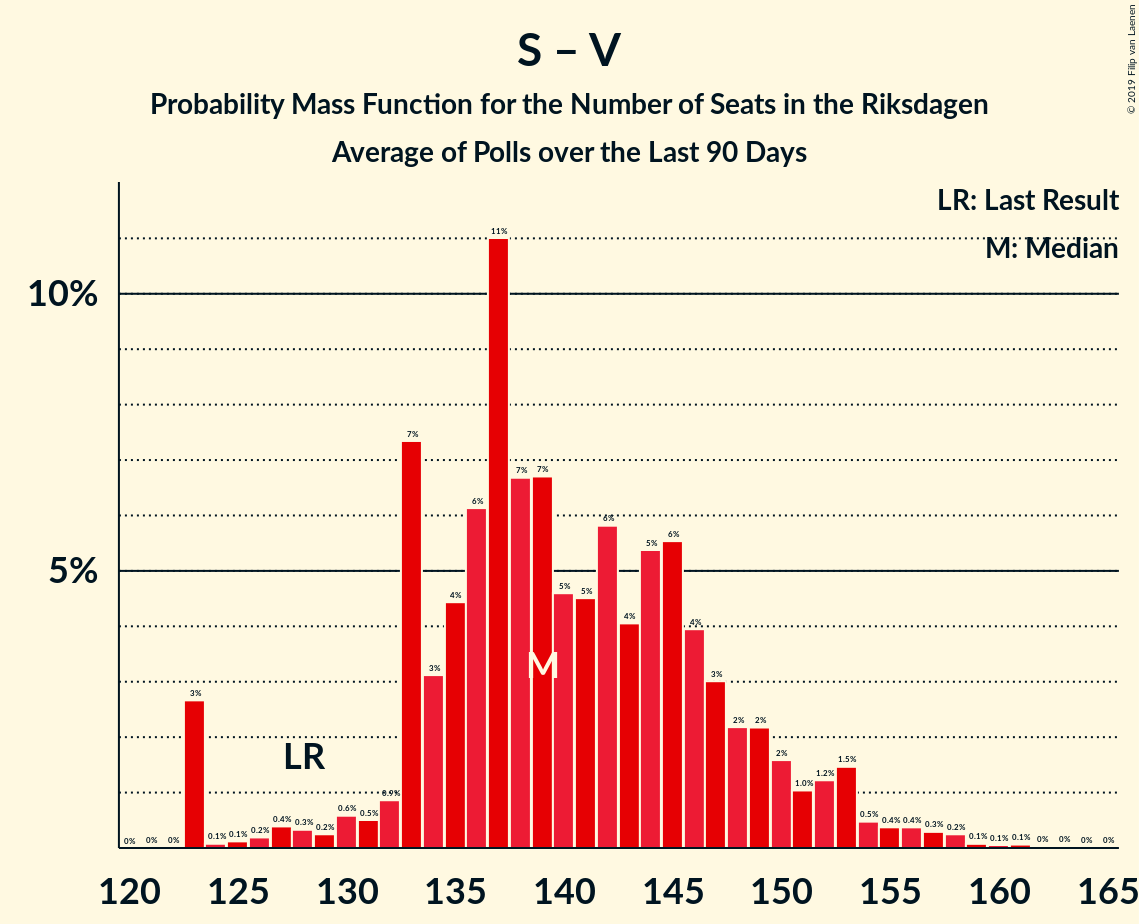 S – V
Probability Mass Function for the Number of Seats in the Riksdagen
Average of Polls over the Last 90 Days
© 2019 Filip van Laenen
LR: Last Result
M: Median
10%
5%
0% 0% 0% 3% 0.1% 0.1% 0.2% 0.4% 0.3% 0.2% 0.6% 0.5% 0.9% 7% 3% 4% 6% 11% 7% 7% 5% 5% 6% 4% 5% 6% 4% 3% 2% 2% 2% 1.0% 1.2% 1.5% 0.5% 0.4% 0.4% 0.3% 0.2% 0.1% 0.1% 0.1% 0% 0% 0% 0%
M
LR
120 125 130 135 140 145 150 155 160 165